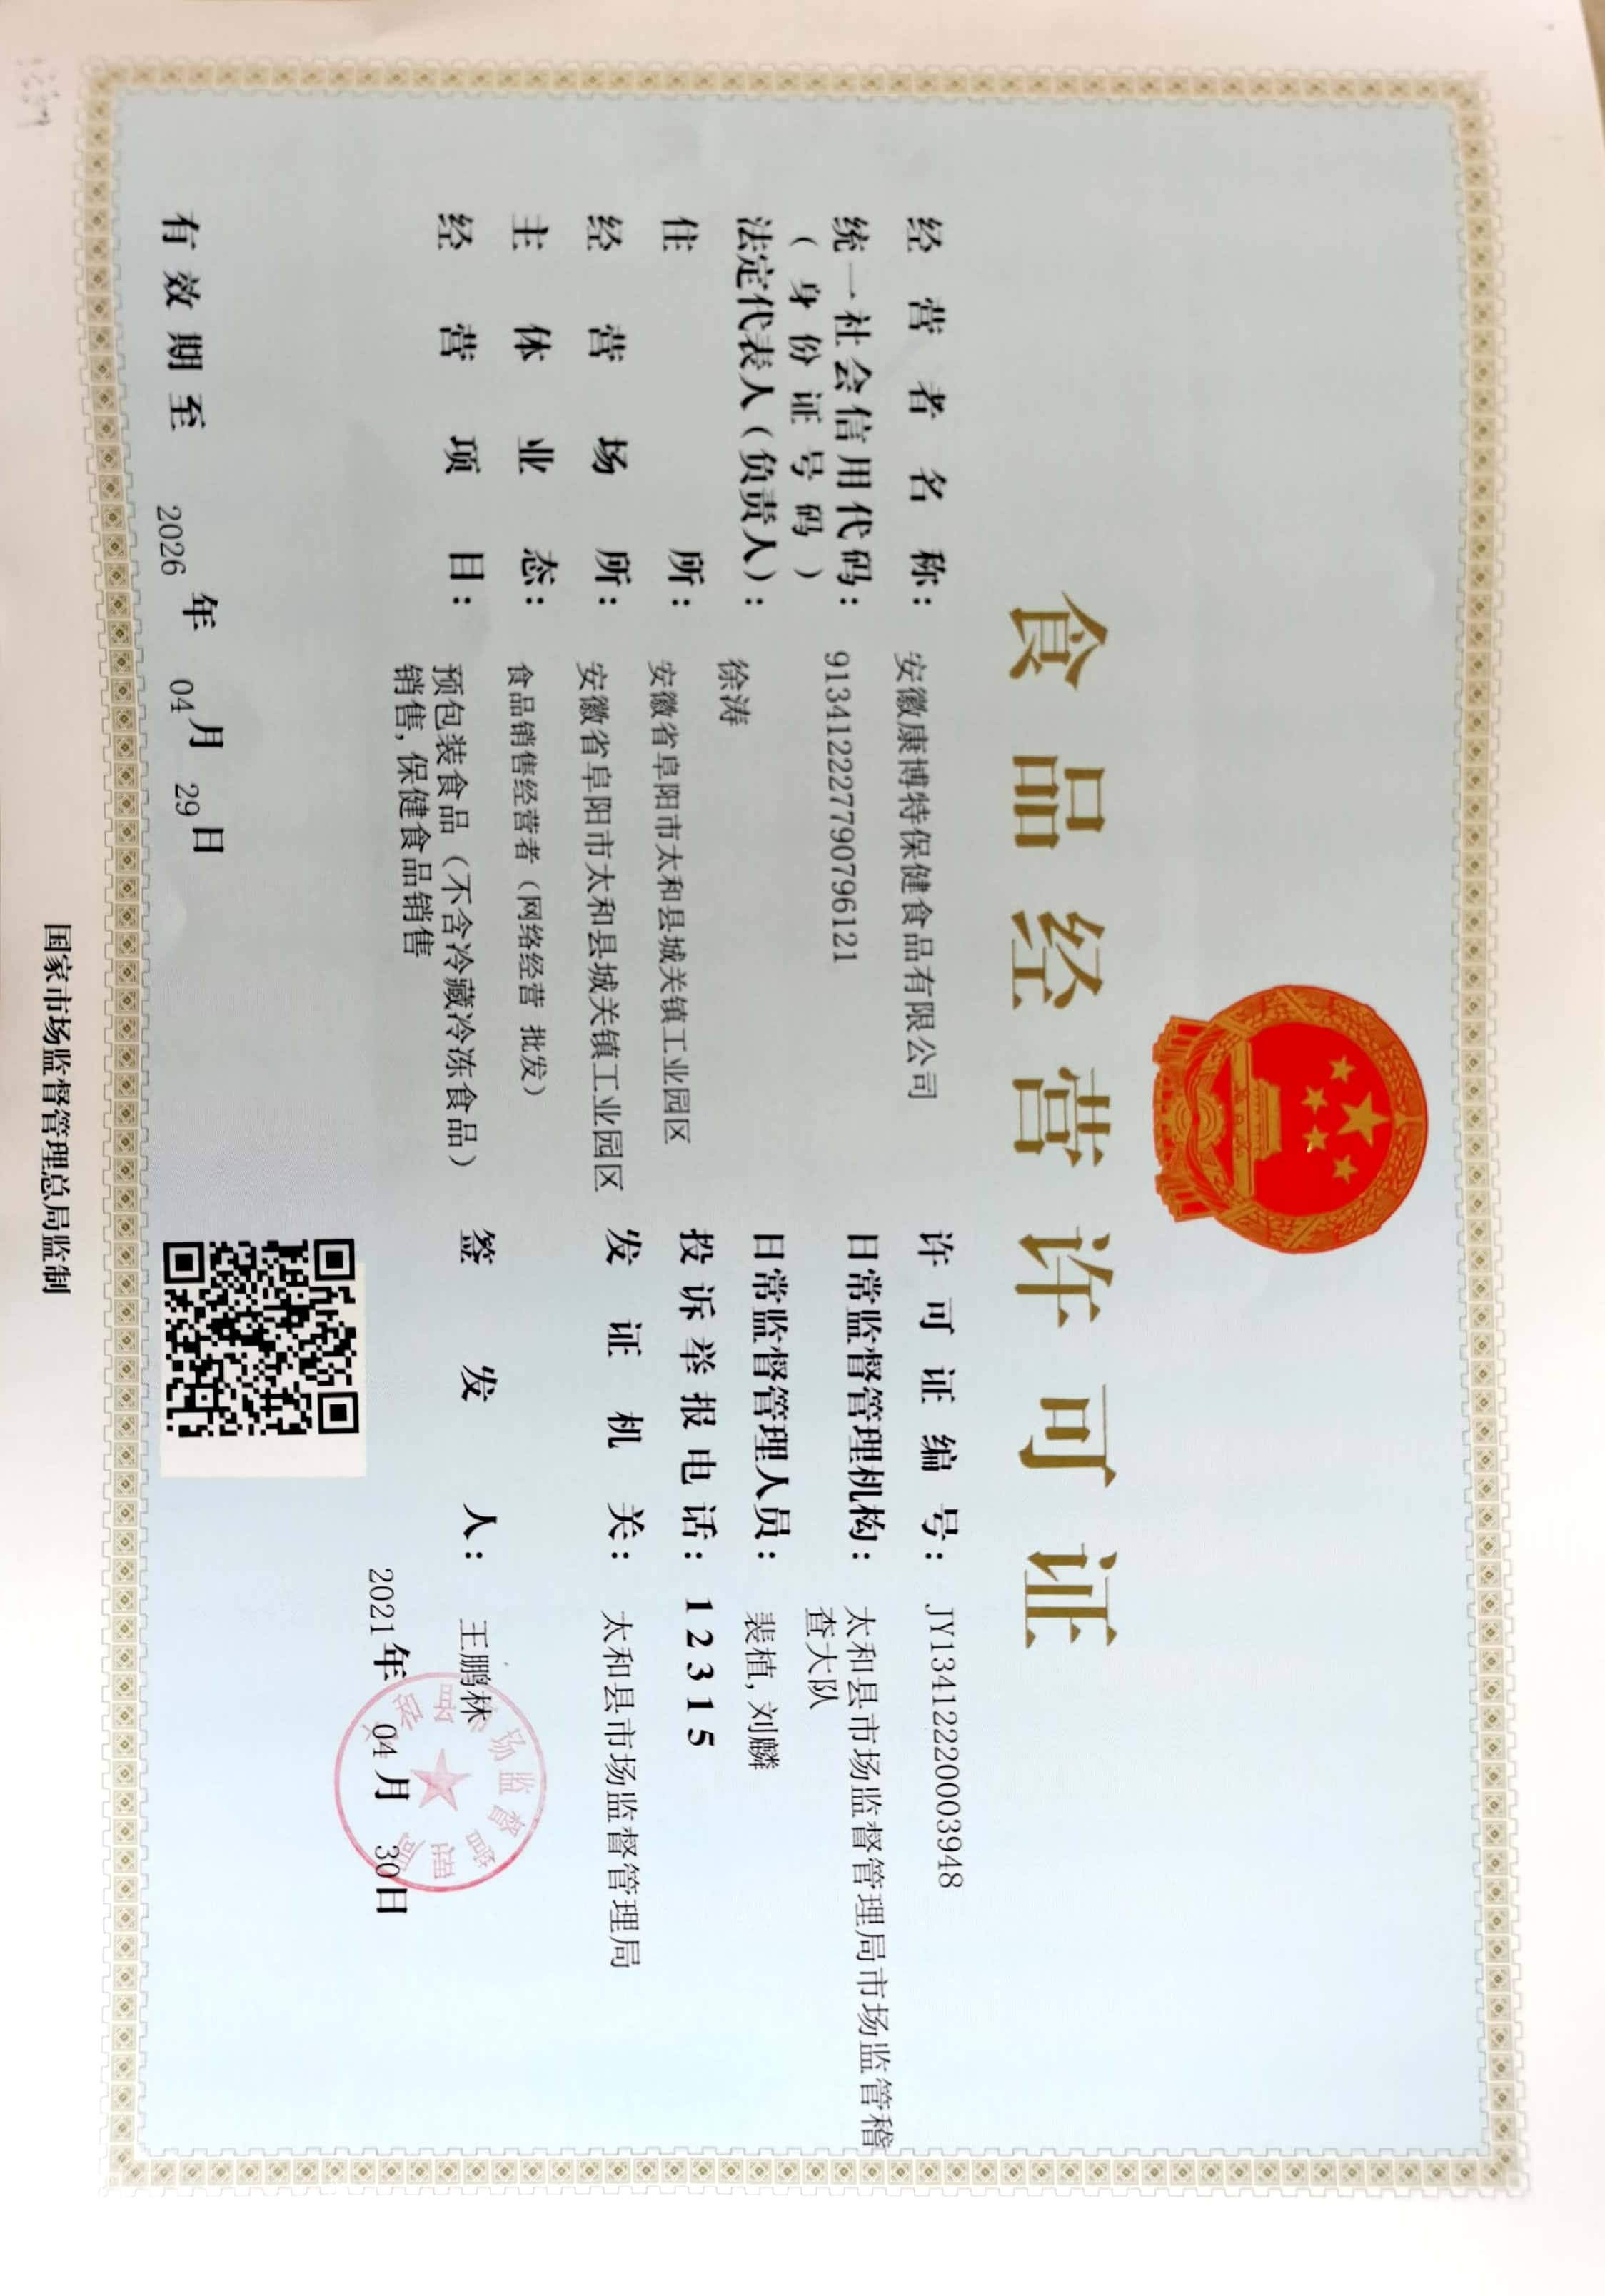 食品经营许可证
经营者名称：安徽康博特保健食品有限公司
许可证编号：JY13412220003948
统一社会信用代码：913412227790796121
（身份证号码）
日常监督管理机构：太和县市场监督管理局市场监管稽
查大队
法定代表人（负责人）：徐涛
日常监督管理人员：裴植,刘麟
住所：安徽省阜阳市太和县城关镇工业园区
投诉举报电话：12315
经营场所：安徽省阜阳市太和县城关镇工业园区
发证机关：太和县市场监督管理局
主体业态：食品销售经营者（网络经营 批发）
经营项目：预包装食品（不含冷藏冷冻食品）
销售,保健食品销售
签发人：王鹏林
2021年04月30日
太和县市场监督管理局
有效期至 2026年04月29日
国家市场监督管理总局监制